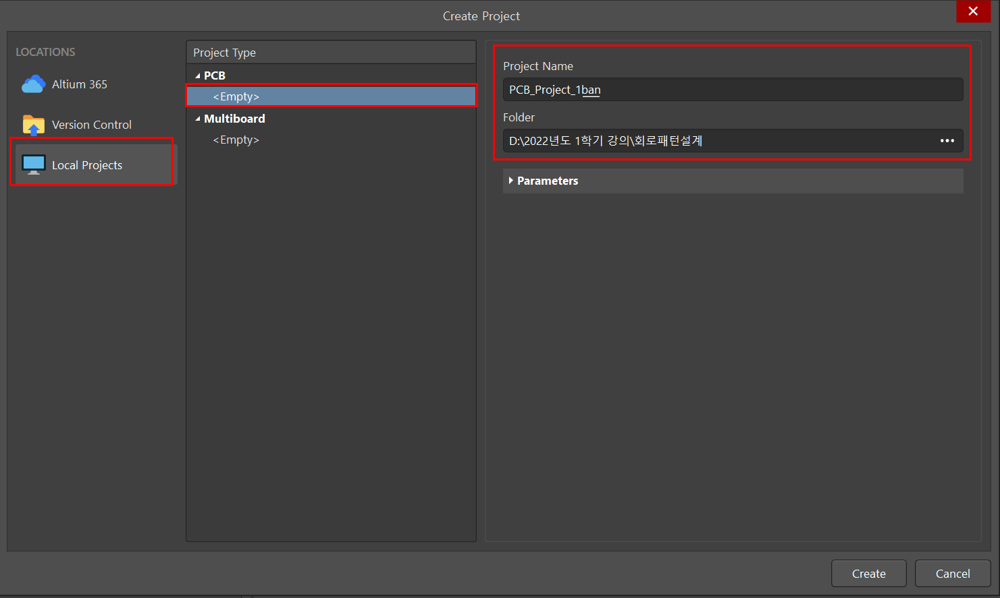 Create Project
LOCATIONS
Altium 365
Version Control
Local Projects
Project Type
PCB
<Empty>
Multiboard
<Empty>
Project Name
PCB_Project_1ban
Folder
D:\2022년도 1학기 강의\회로패턴설계
Parameters
Create
Cancel